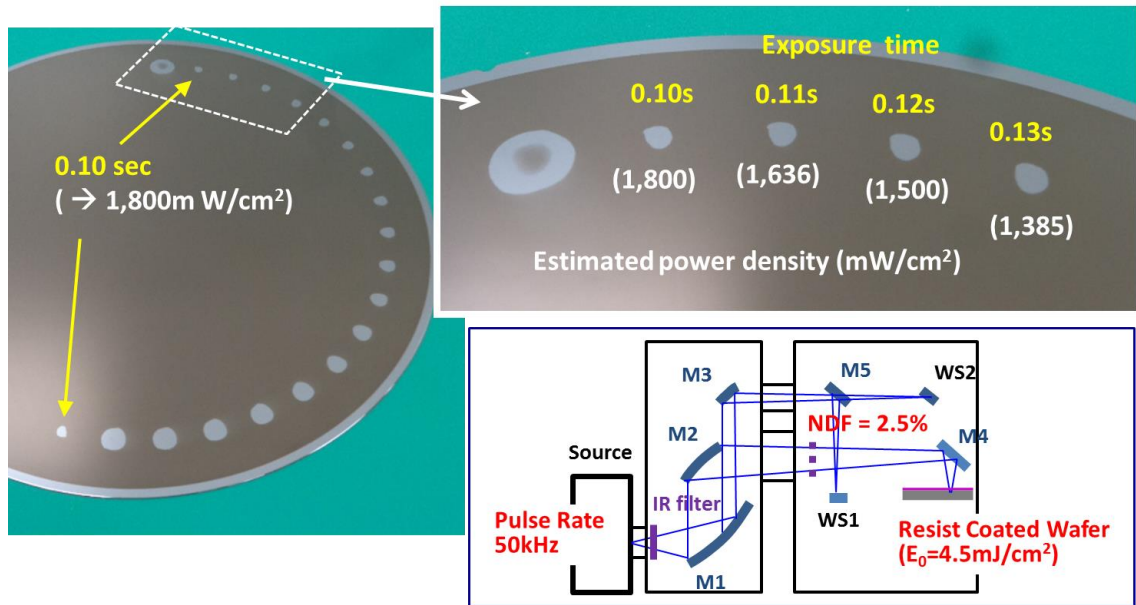 0.10 sec
( → 1,800m W/cm²)
Exposure time
0.10s
0.11s
0.12s
0.13s
(1,800)
(1,636)
(1,500)
(1,385)
Estimated power density (mW/cm²)
M3
M5
WS2
M2
NDF = 2.5%
M4
Source
IR filter
WS1
Pulse Rate
50kHz
M1
Resist Coated Wafer
(E₀=4.5mJ/cm²)